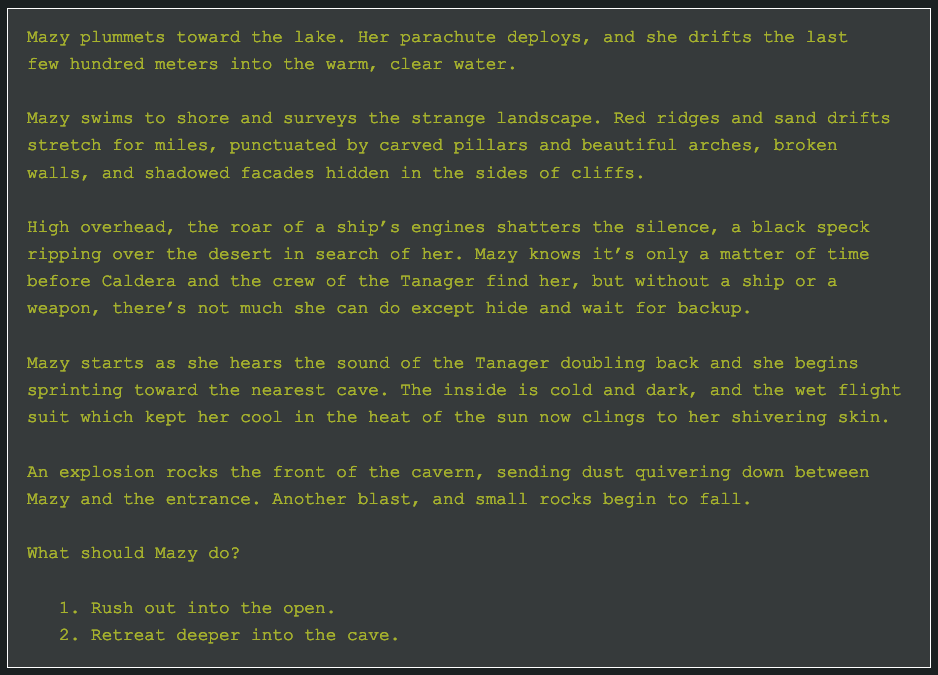 Mazy plummets toward the lake. Her parachute deploys, and she drifts the last
few hundred meters into the warm, clear water.

Mazy swims to shore and surveys the strange landscape. Red ridges and sand drifts
stretch for miles, punctuated by carved pillars and beautiful arches, broken
walls, and shadowed facades hidden in the sides of cliffs.

High overhead, the roar of a ship’s engines shatters the silence, a black speck
ripping over the desert in search of her. Mazy knows it’s only a matter of time
before Caldera and the crew of the Tanager find her, but without a ship or a
weapon, there’s not much she can do except hide and wait for backup.

Mazy starts as she hears the sound of the Tanager doubling back and she begins
sprinting toward the nearest cave. The inside is cold and dark, and the wet flight
suit which kept her cool in the heat of the sun now clings to her shivering skin.

An explosion rocks the front of the cavern, sending dust quivering down between
Mazy and the entrance. Another blast, and small rocks begin to fall.

What should Mazy do?

1. Rush out into the open.
2. Retreat deeper into the cave.